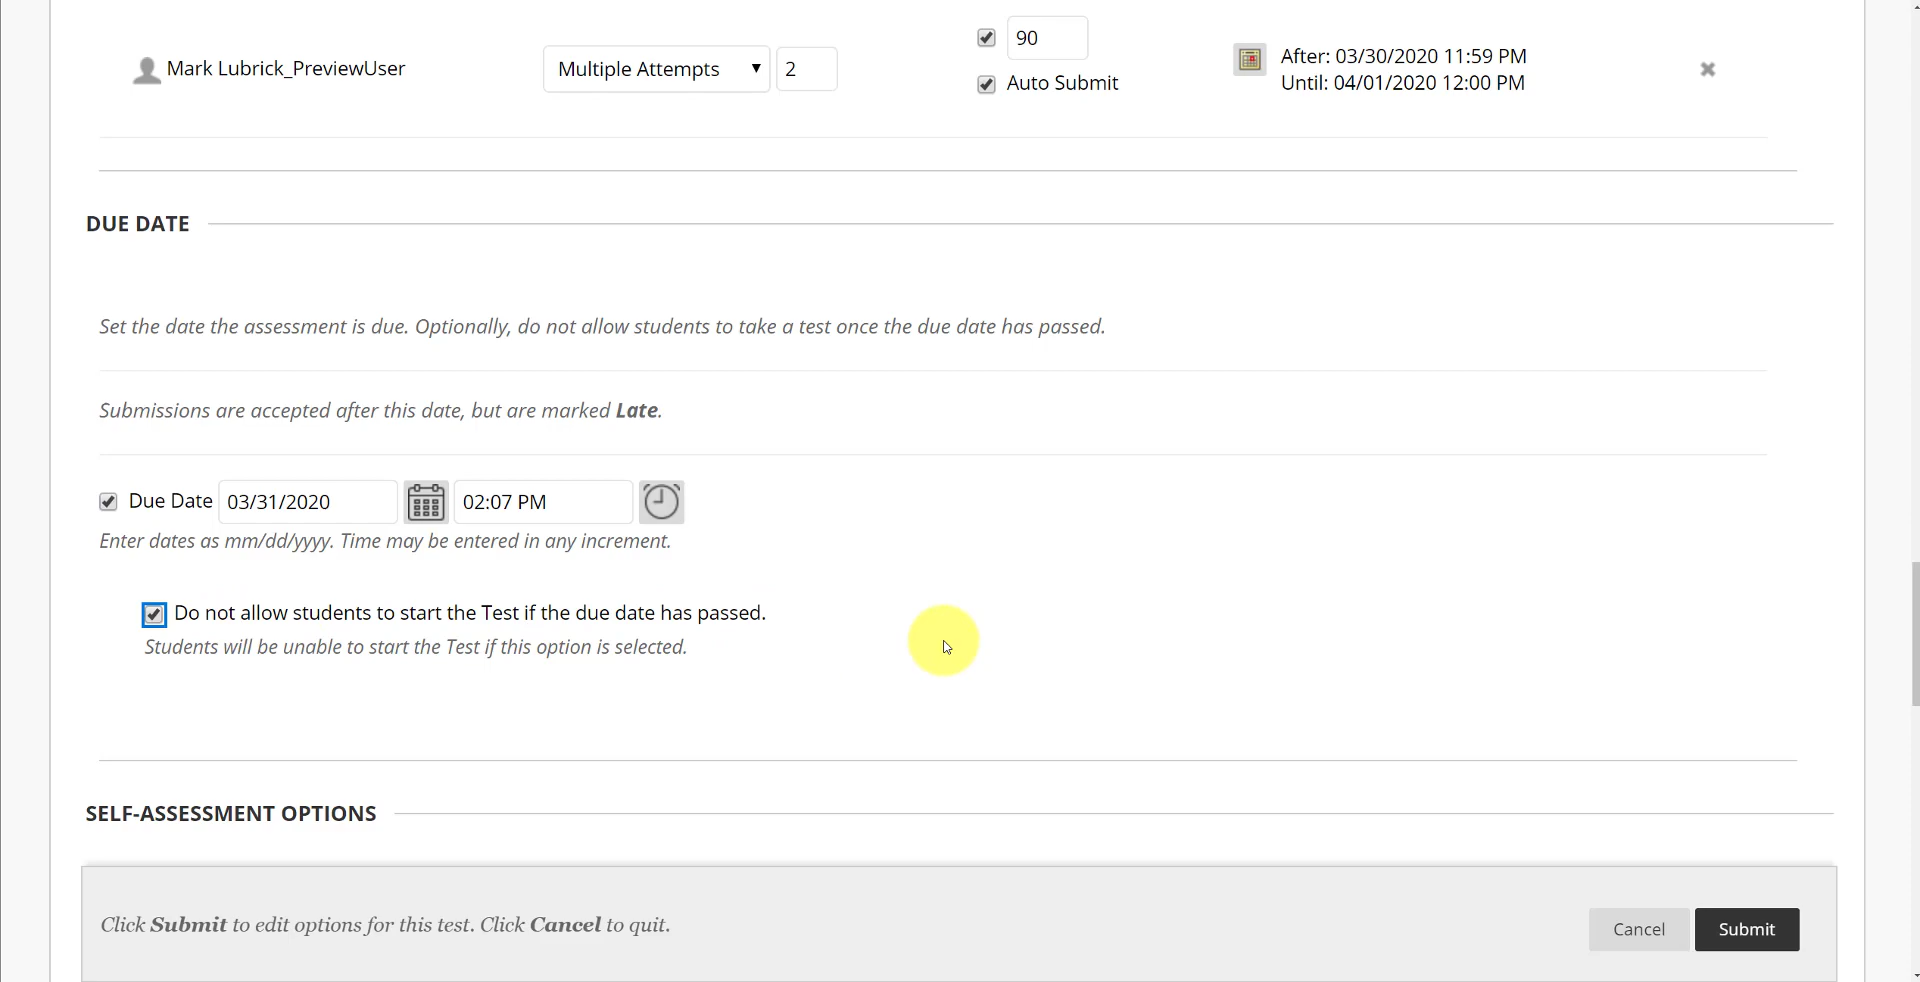 90
Mark Lubrick_PreviewUser
Multiple Attempts
2
Auto Submit
After: 03/30/2020 11:59 PM
Until: 04/01/2020 12:00 PM
DUE DATE
Set the date the assessment is due. Optionally, do not allow students to take a test once the due date has passed.
Submissions are accepted after this date, but are marked Late.
Due Date 03/31/2020 02:07 PM
Enter dates as mm/dd/yyyy. Time may be entered in any increment.
Do not allow students to start the Test if the due date has passed.
Students will be unable to start the Test if this option is selected.
SELF-ASSESSMENT OPTIONS
Click Submit to edit options for this test. Click Cancel to quit.
Cancel
Submit